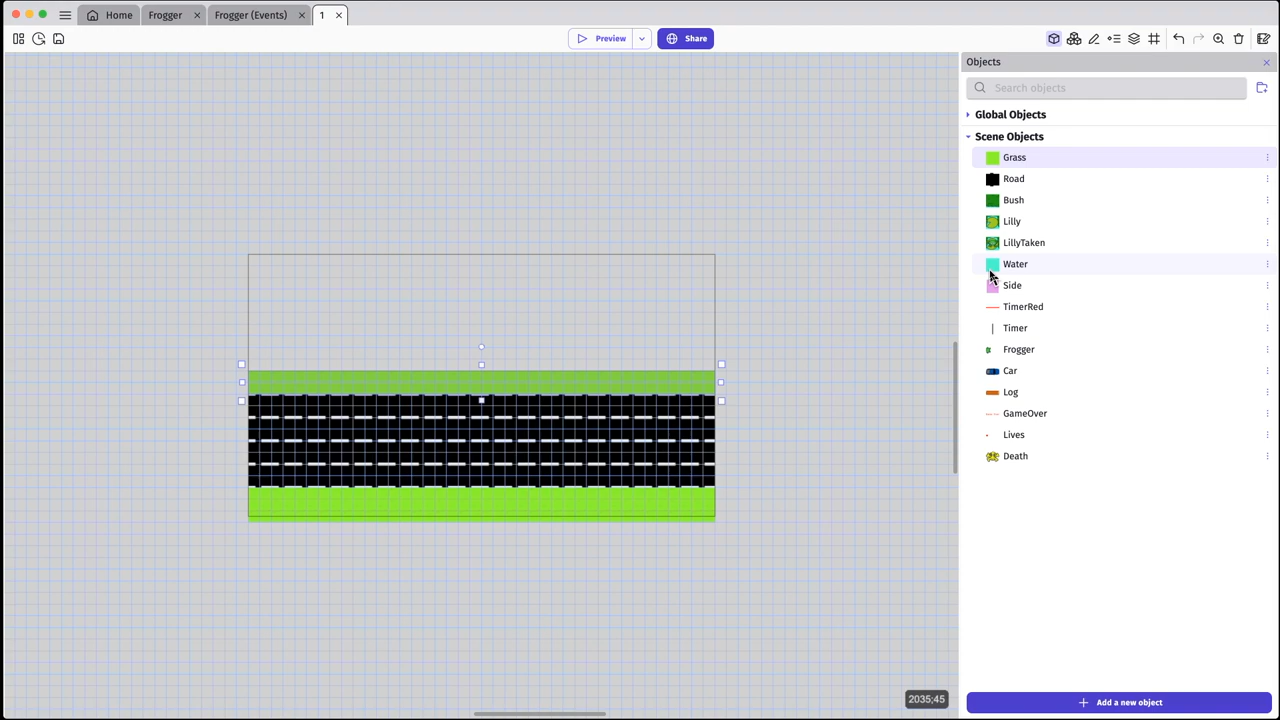 Home
Frogger
Frogger (Events)
1
Preview
Share
Objects
Search objects
Global Objects
Scene Objects
Grass
Road
Bush
Lilly
LillyTaken
Water
Side
TimerRed
Timer
Frogger
Car
Log
GameOver
Lives
Death
2035;45
Add a new object